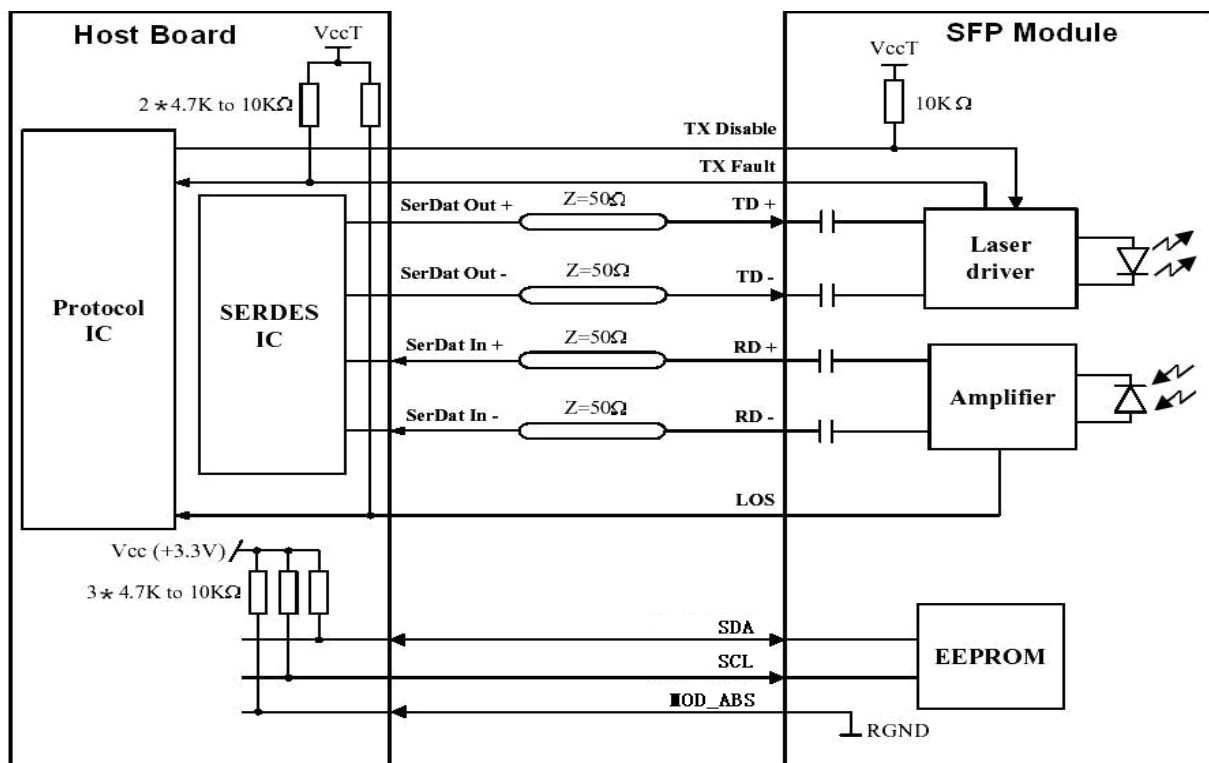 Host Board
SFP Module
VccT
VccT
2*4.7K to 10KΩ
10KΩ
TX Disable
TX Fault
SerDat Out +
Z=50Ω
TD +
SerDat Out -
Z=50Ω
TD -
Laser
driver
Protocol
IC
SERDES
IC
SerDat In +
Z=50Ω
RD +
SerDat In -
Z=50Ω
RD -
Amplifier
LOS
Vcc (+3.3V)
3*4.7K to 10KΩ
SDA
SCL
MOD_ABS
EEPROM
RGND